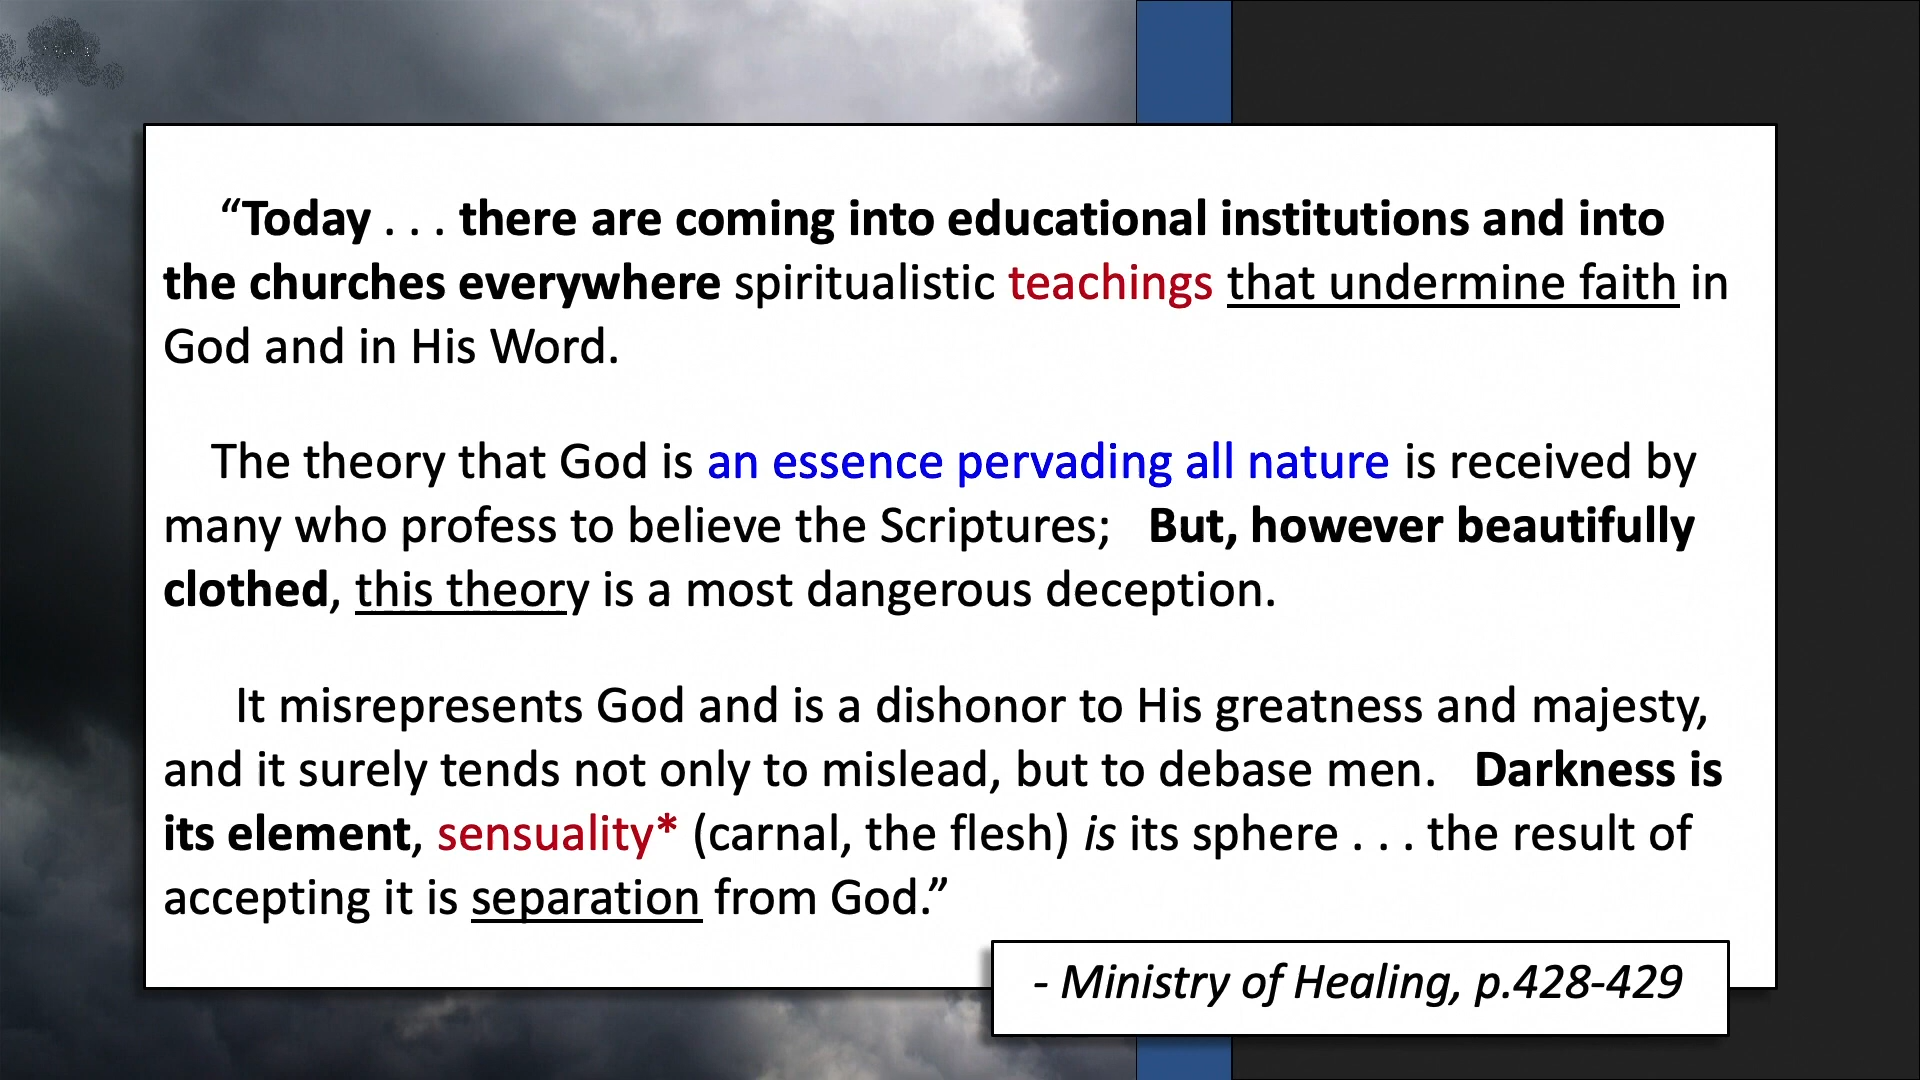 “Today . . . there are coming into educational institutions and into
the churches everywhere spiritualistic teachings that undermine faith in
God and in His Word.
The theory that God is an essence pervading all nature is received by
many who profess to believe the Scriptures; But, however beautifully
clothed, this theory is a most dangerous deception.
It misrepresents God and is a dishonor to His greatness and majesty,
and it surely tends not only to mislead, but to debase men. Darkness is
its element, sensuality* (carnal, the flesh) is its sphere . . . the result of
accepting it is separation from God.”
- Ministry of Healing, p.428-429